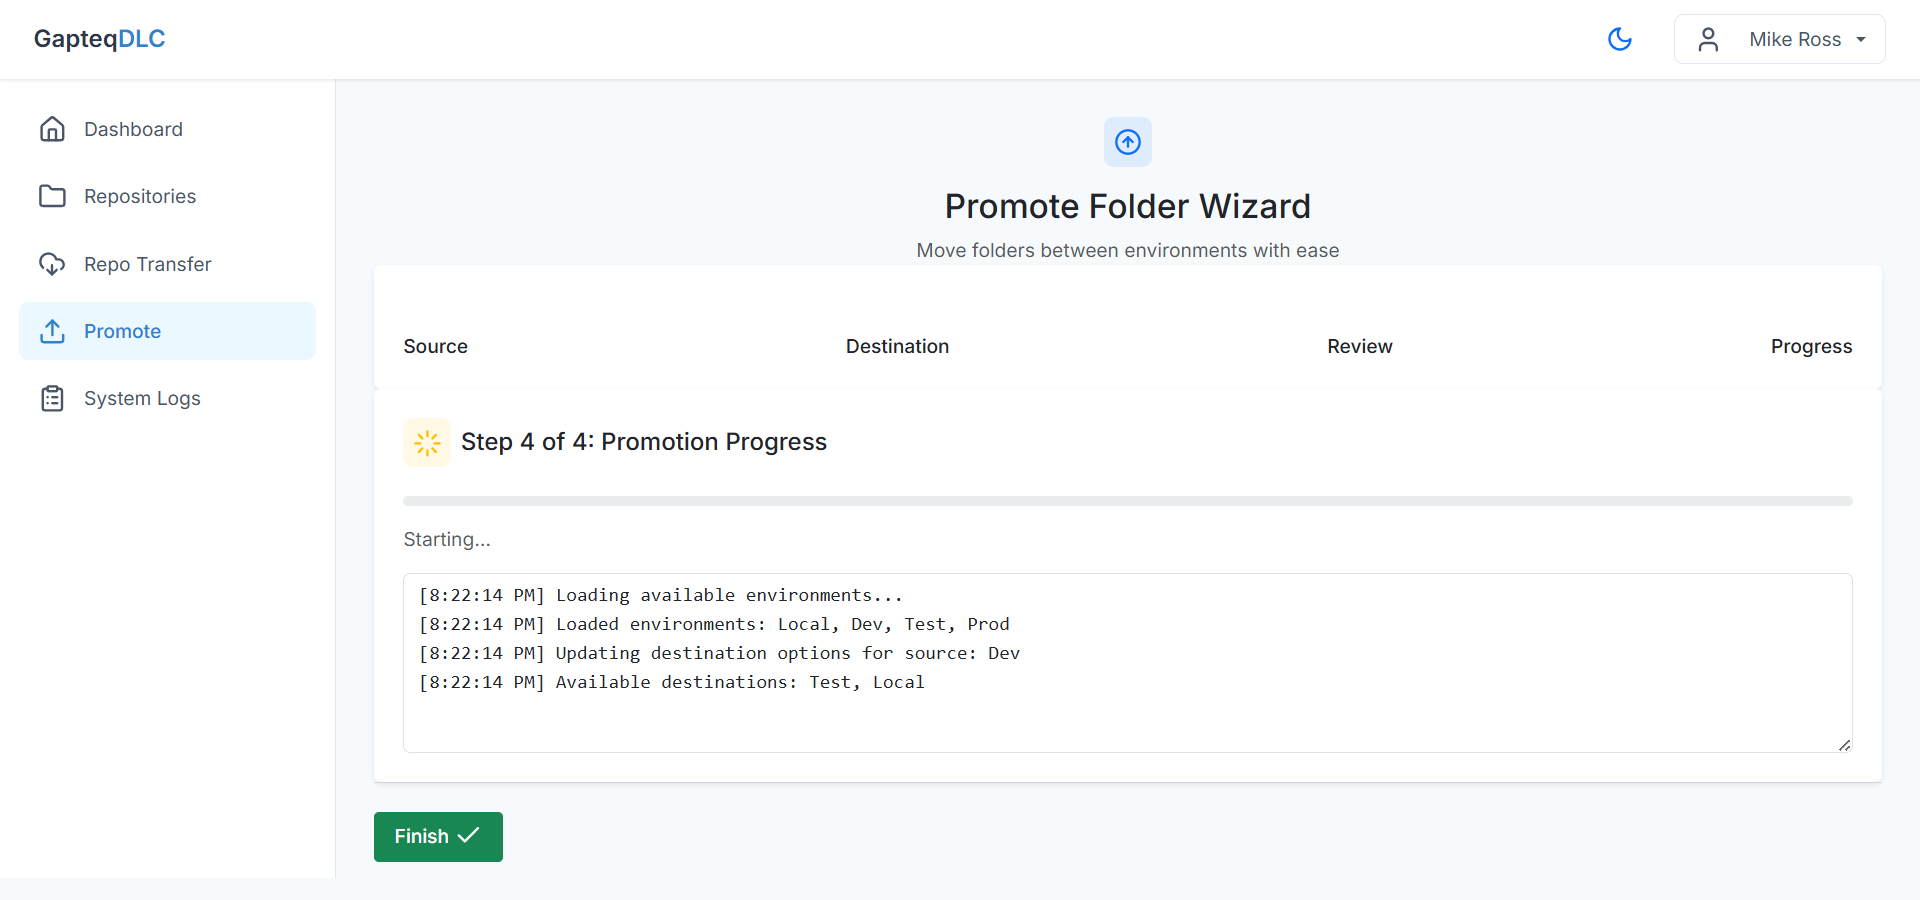 GapteqDLC
Mike Ross
Dashboard
Repositories
Repo Transfer
Promote
System Logs
Promote Folder Wizard
Move folders between environments with ease
Source Destination Review Progress
Step 4 of 4: Promotion Progress
Starting...
[8:22:14 PM] Loading available environments...
[8:22:14 PM] Loaded environments: Local, Dev, Test, Prod
[8:22:14 PM] Updating destination options for source: Dev
[8:22:14 PM] Available destinations: Test, Local
Finish